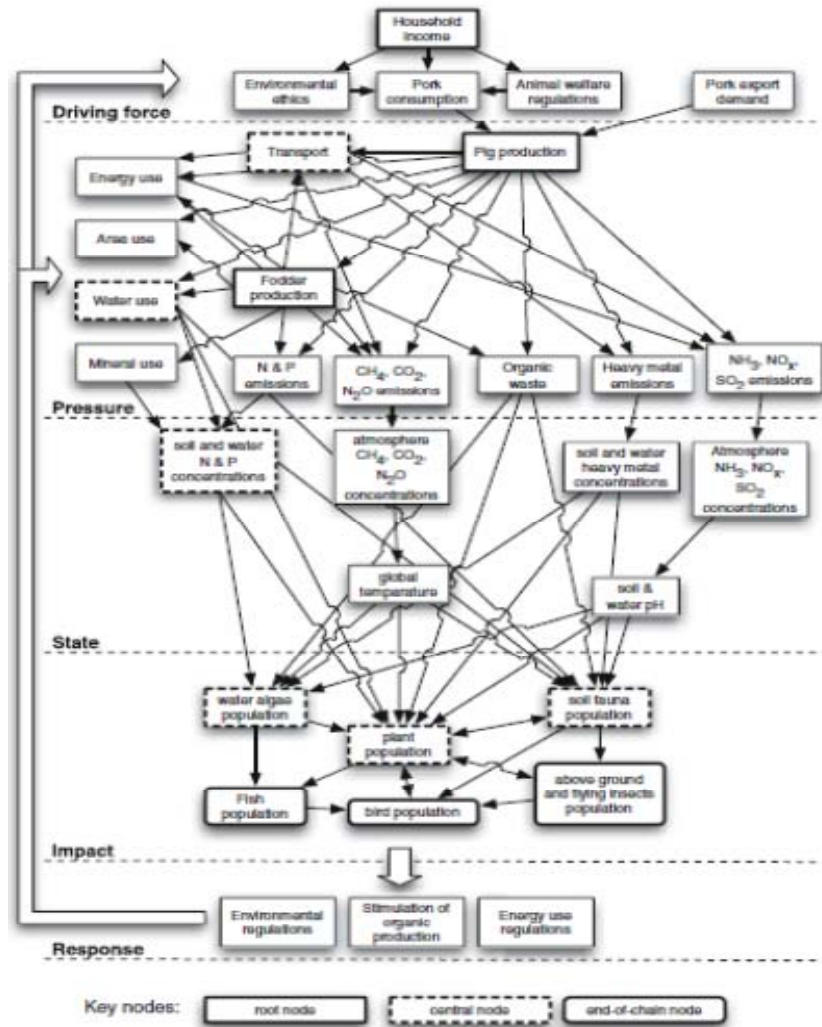 Household
income
Environmental
ethics
Pork
consumption
Animal welfare
regulations
Pork export
demand
Driving force
Transport
Pig production
Energy use
Area use
Fodder
production
Water use
Mineral use
N & P
emissions
CH4, CO2,
N2O emissions
Organic
waste
Heavy metal
emissions
NH3, NOx,
SO2 emissions
Pressure
soil and water
N & P
concentrations
atmosphere
CH4, CO2,
N2O
concentrations
soil and water
heavy metal
concentrations
Atmosphere
NH3, NOx,
SO2
concentrations
global
temperature
soil &
water pH
State
water algae
population
plant
population
soil fauna
population
Fish
population
bird population
above ground
and flying insects
population
Impact
Environmental
regulations
Stimulation of
organic
production
Energy use
regulations
Response
Key nodes:
root node
central node
end-of-chain node